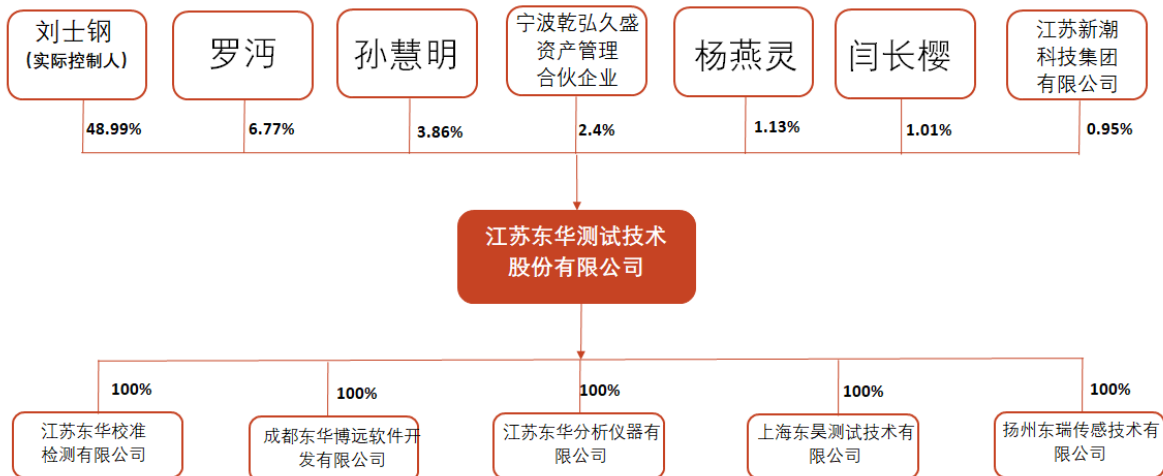 刘士钢
(实际控制人)
罗沔
孙慧明
宁波乾弘久盛
资产管理
合伙企业
杨燕灵
闫长樱
江苏新潮
科技集团
有限公司
48.99%
6.77%
3.86%
2.4%
1.13%
1.01%
0.95%
江苏东华测试技术
股份有限公司
100%
100%
100%
100%
100%
江苏东华校准
检测有限公司
成都东华博远软件开
发有限公司
江苏东华分析仪器有
限公司
上海东昊测试技术有
限公司
扬州东瑞传感技术有
限公司